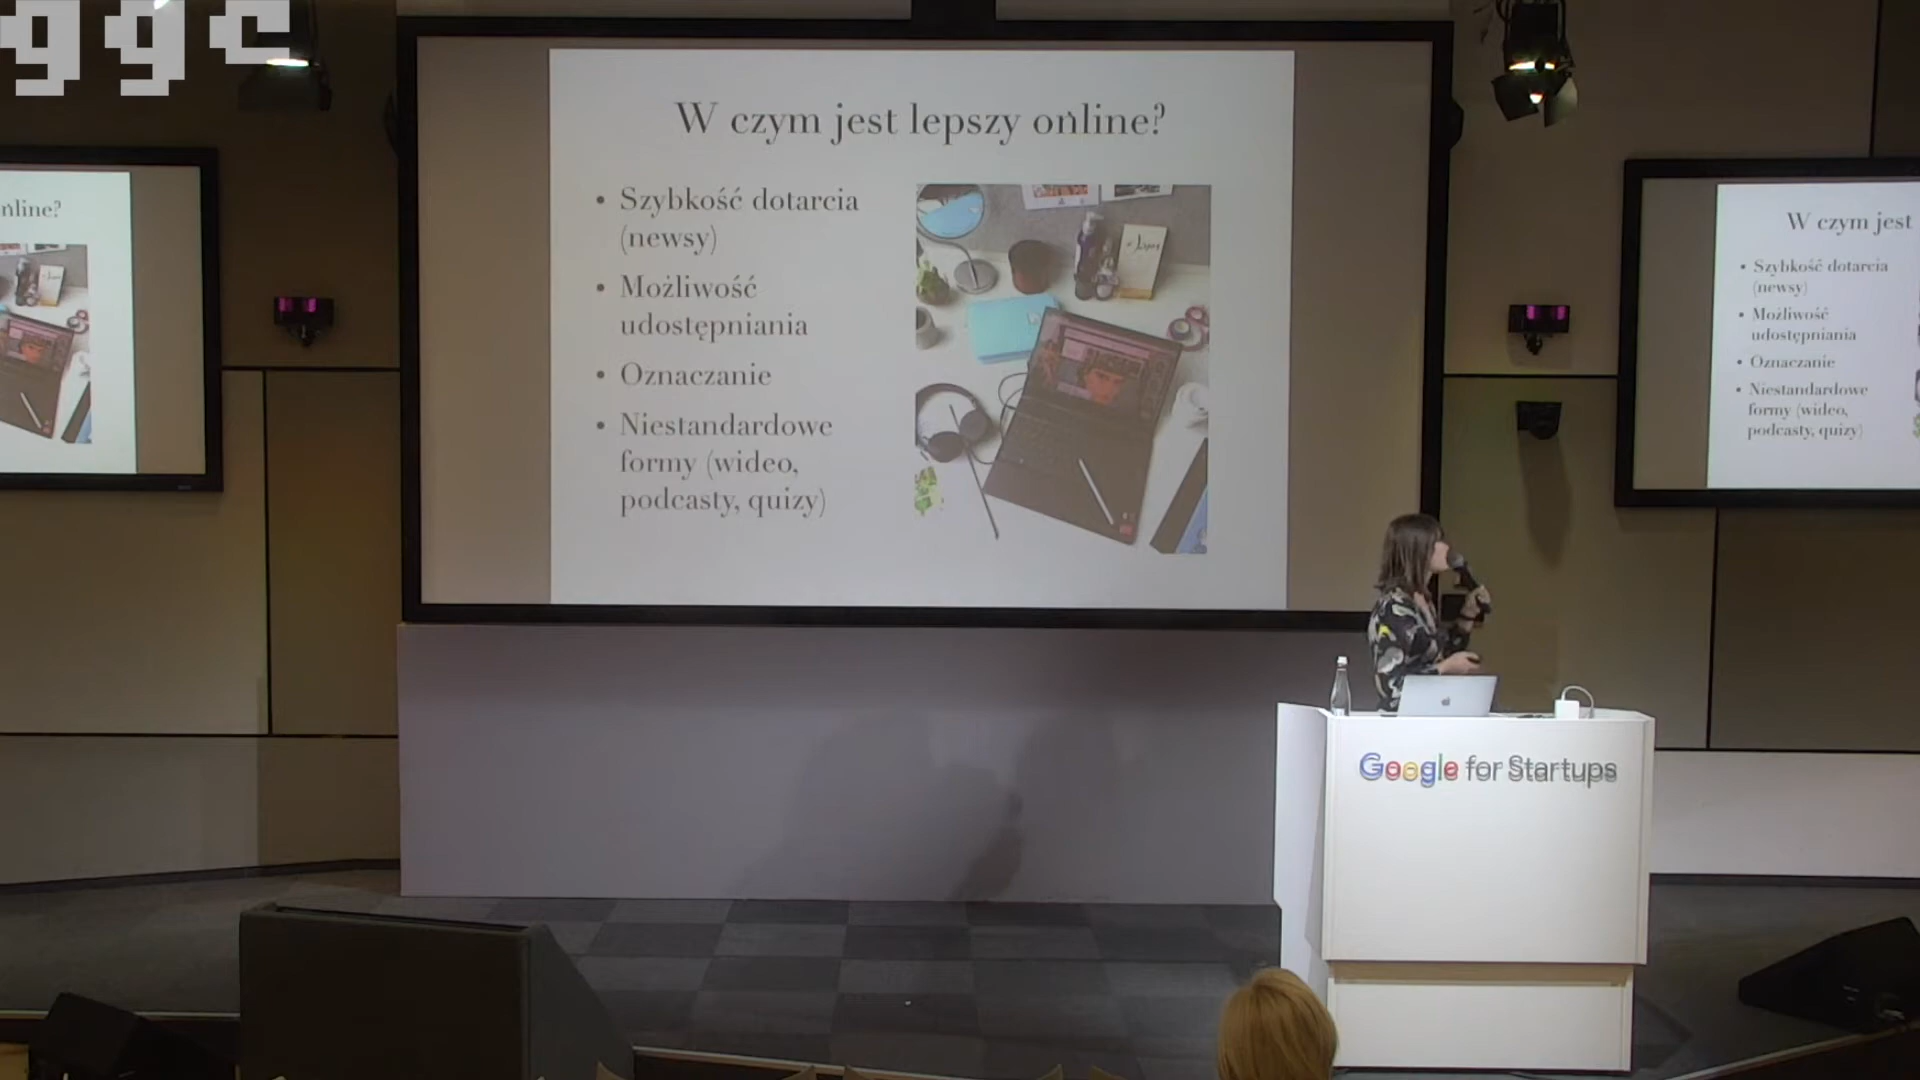 ggc
W czym jest lepszy online?
• Szybkość dotarcia
(newsy)
• Możliwość
udostępniania
• Oznaczanie
• Niestandardowe
formy (wideo,
podcasty, quizy)
nline?
W czym jest
• Szybkość dotarcia
(newsy)
• Możliwość
udostępniania
• Oznaczanie
• Niestandardowe
formy (wideo,
podcasty, quizy)
Google for Startups